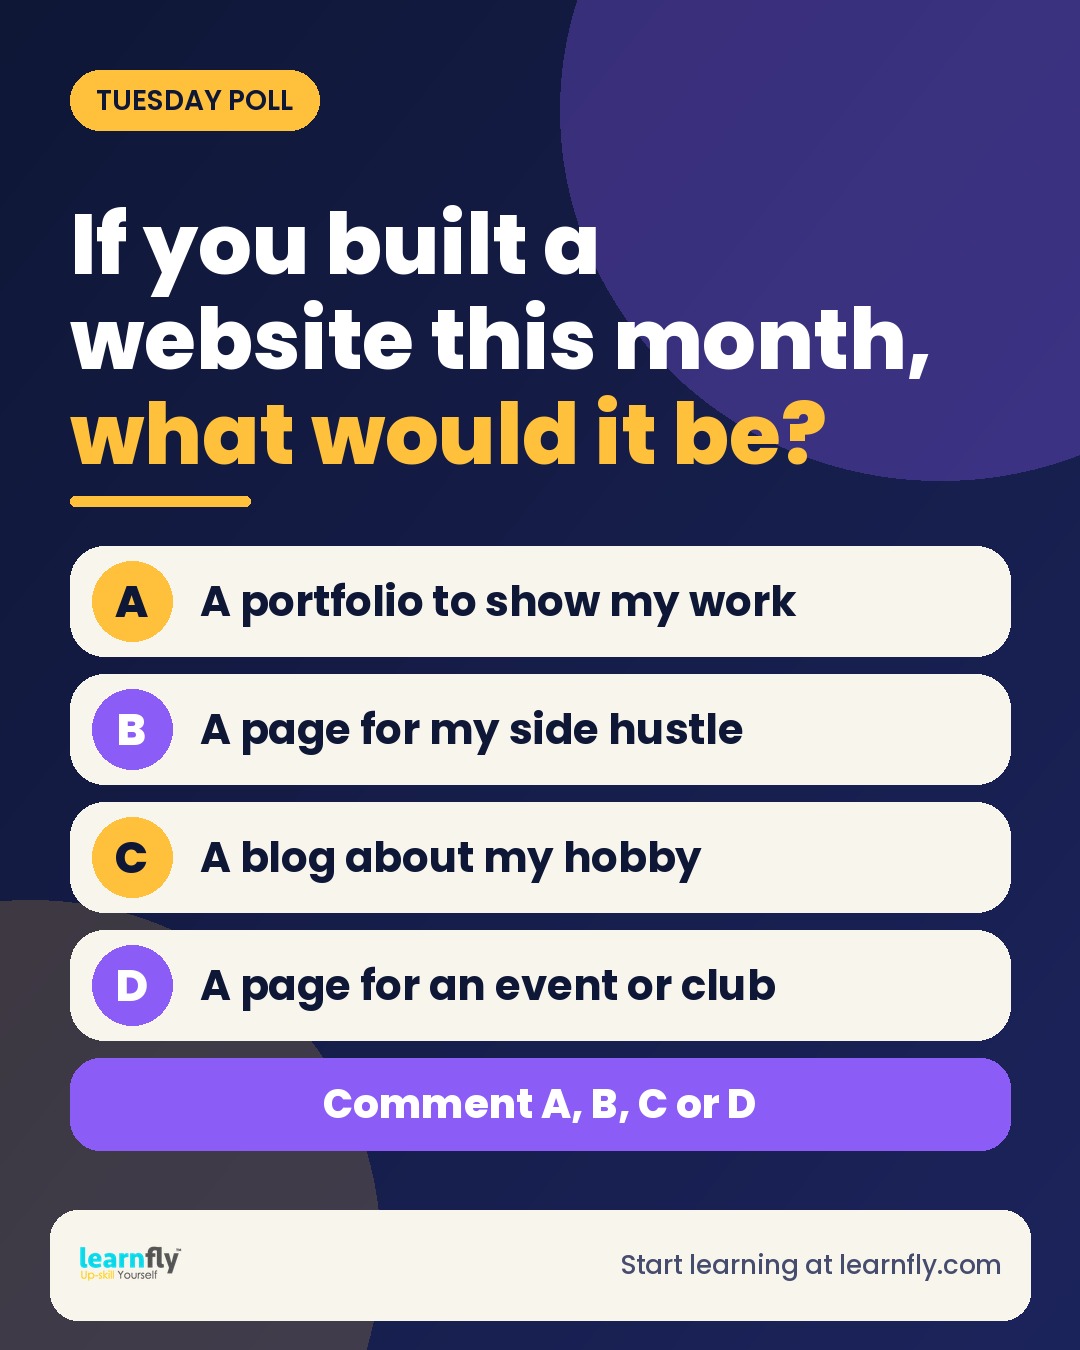 TUESDAY POLL
If you built a
website this month,
what would it be?
A A portfolio to show my work
B A page for my side hustle
C A blog about my hobby
D A page for an event or club
Comment A, B, C or D
learnfly™
Up-skill Yourself
Start learning at learnfly.com